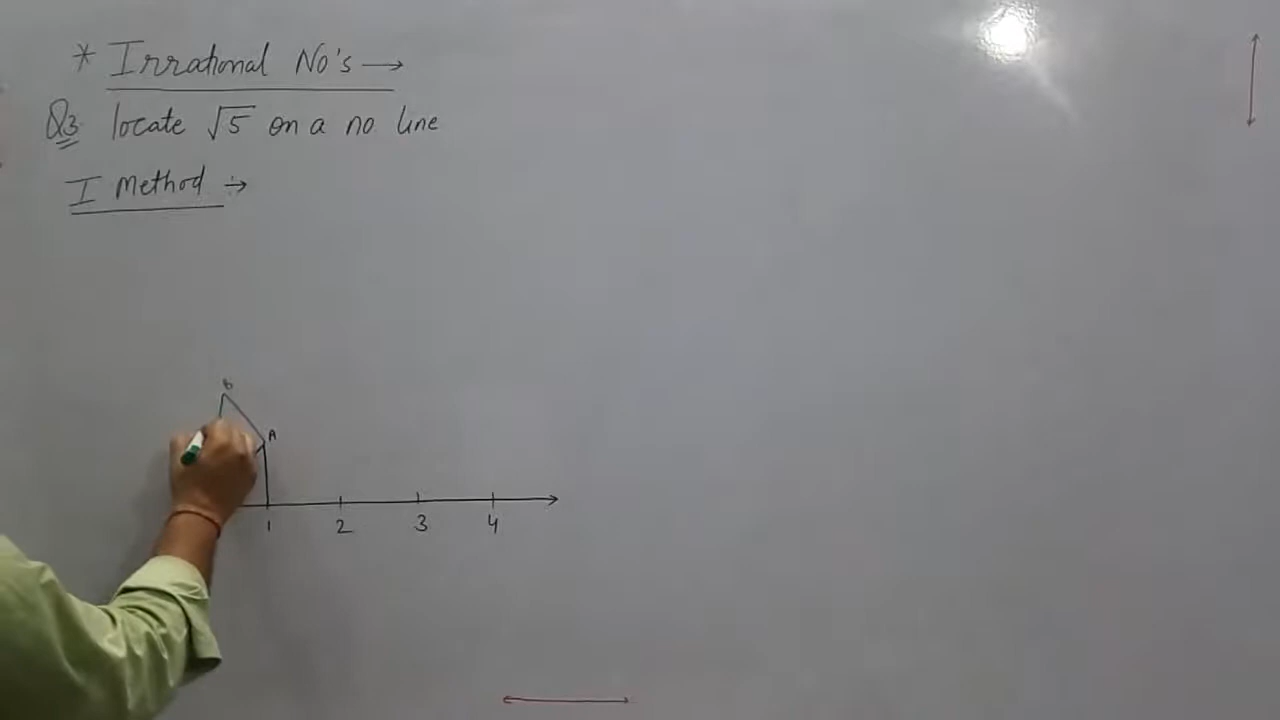 * Irrational No's →
Q3 locate √5 on a no line
I Method →
B
A
1 2 3 4